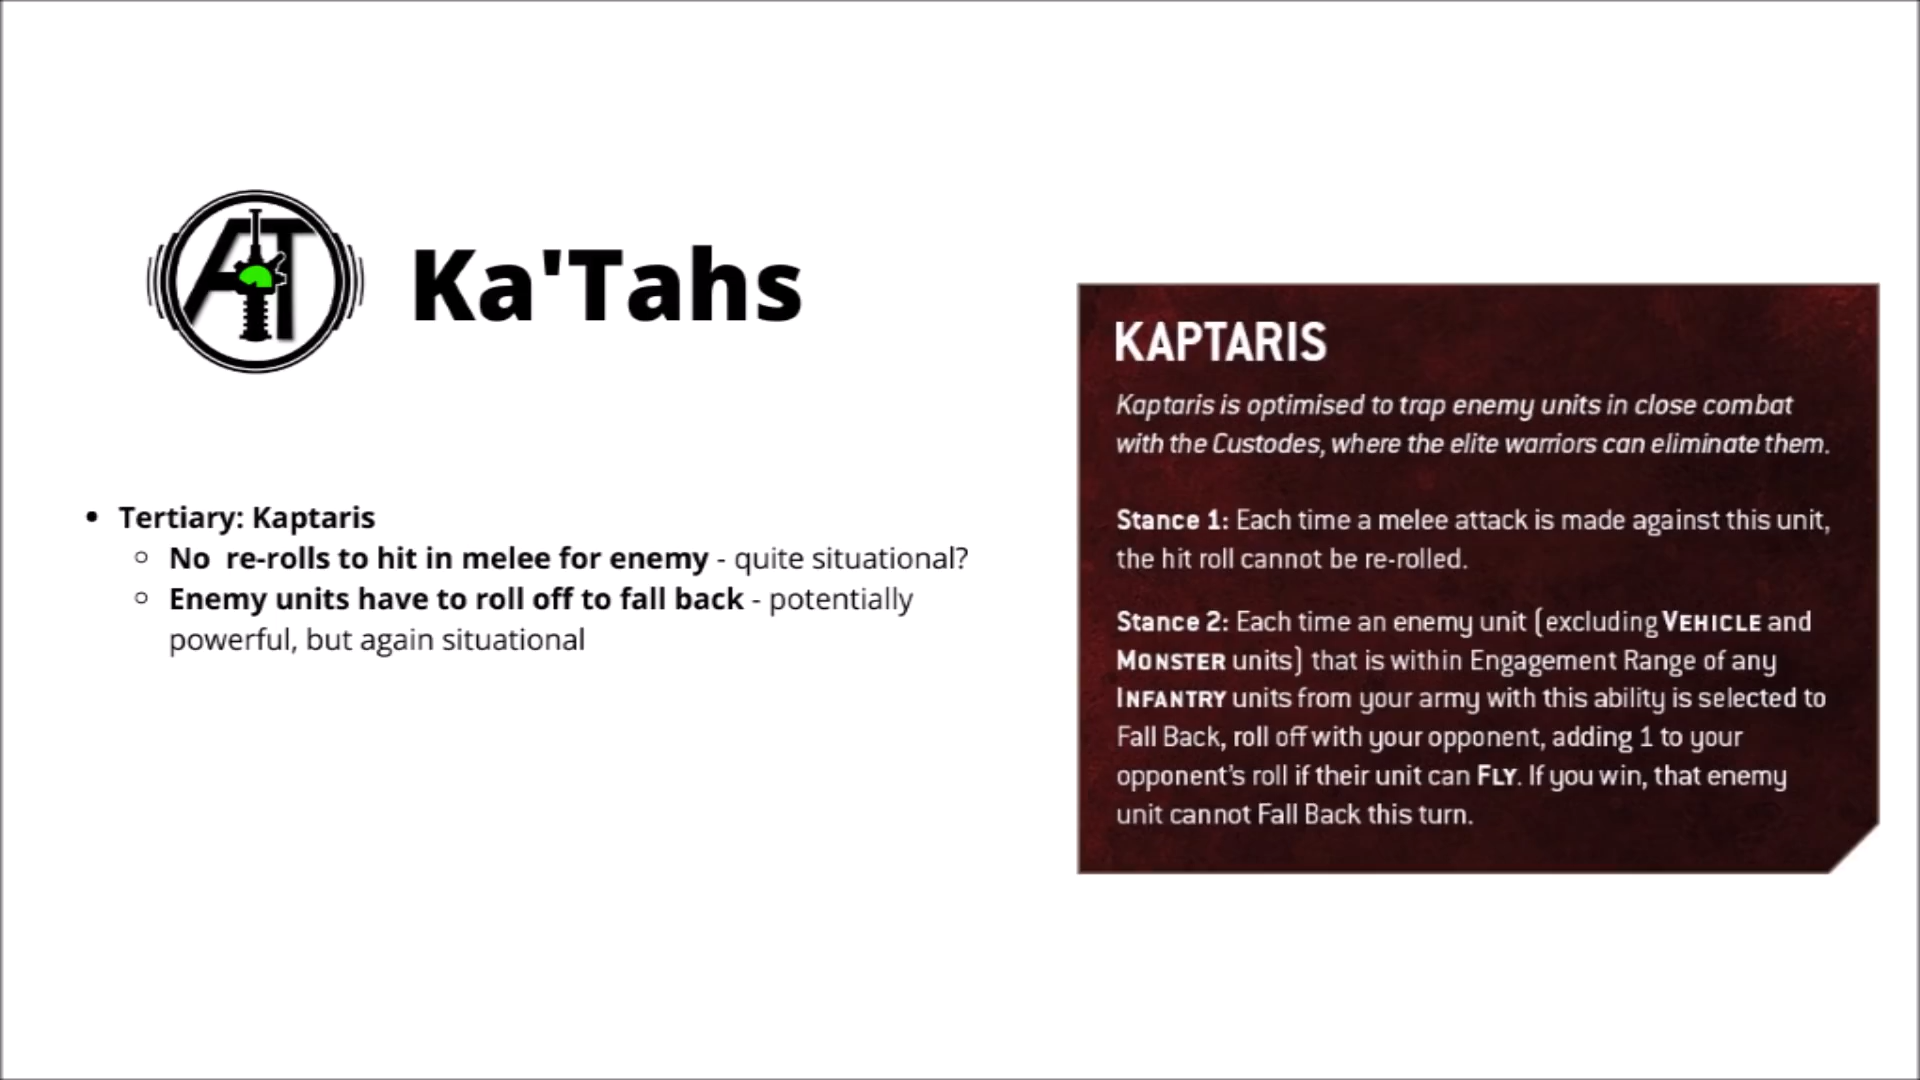 AT
Ka'Tahs
Tertiary: Kaptaris
No re-rolls to hit in melee for enemy - quite situational?
Enemy units have to roll off to fall back - potentially
powerful, but again situational
KAPTARIS
Kaptaris is optimised to trap enemy units in close combat
with the Custodes, where the elite warriors can eliminate them.
Stance 1: Each time a melee attack is made against this unit,
the hit roll cannot be re-rolled.
Stance 2: Each time an enemy unit (excluding VEHICLE and
MONSTER units) that is within Engagement Range of any
INFANTRY units from your army with this ability is selected to
Fall Back, roll off with your opponent, adding 1 to your
opponent's roll if their unit can FLY. If you win, that enemy
unit cannot Fall Back this turn.